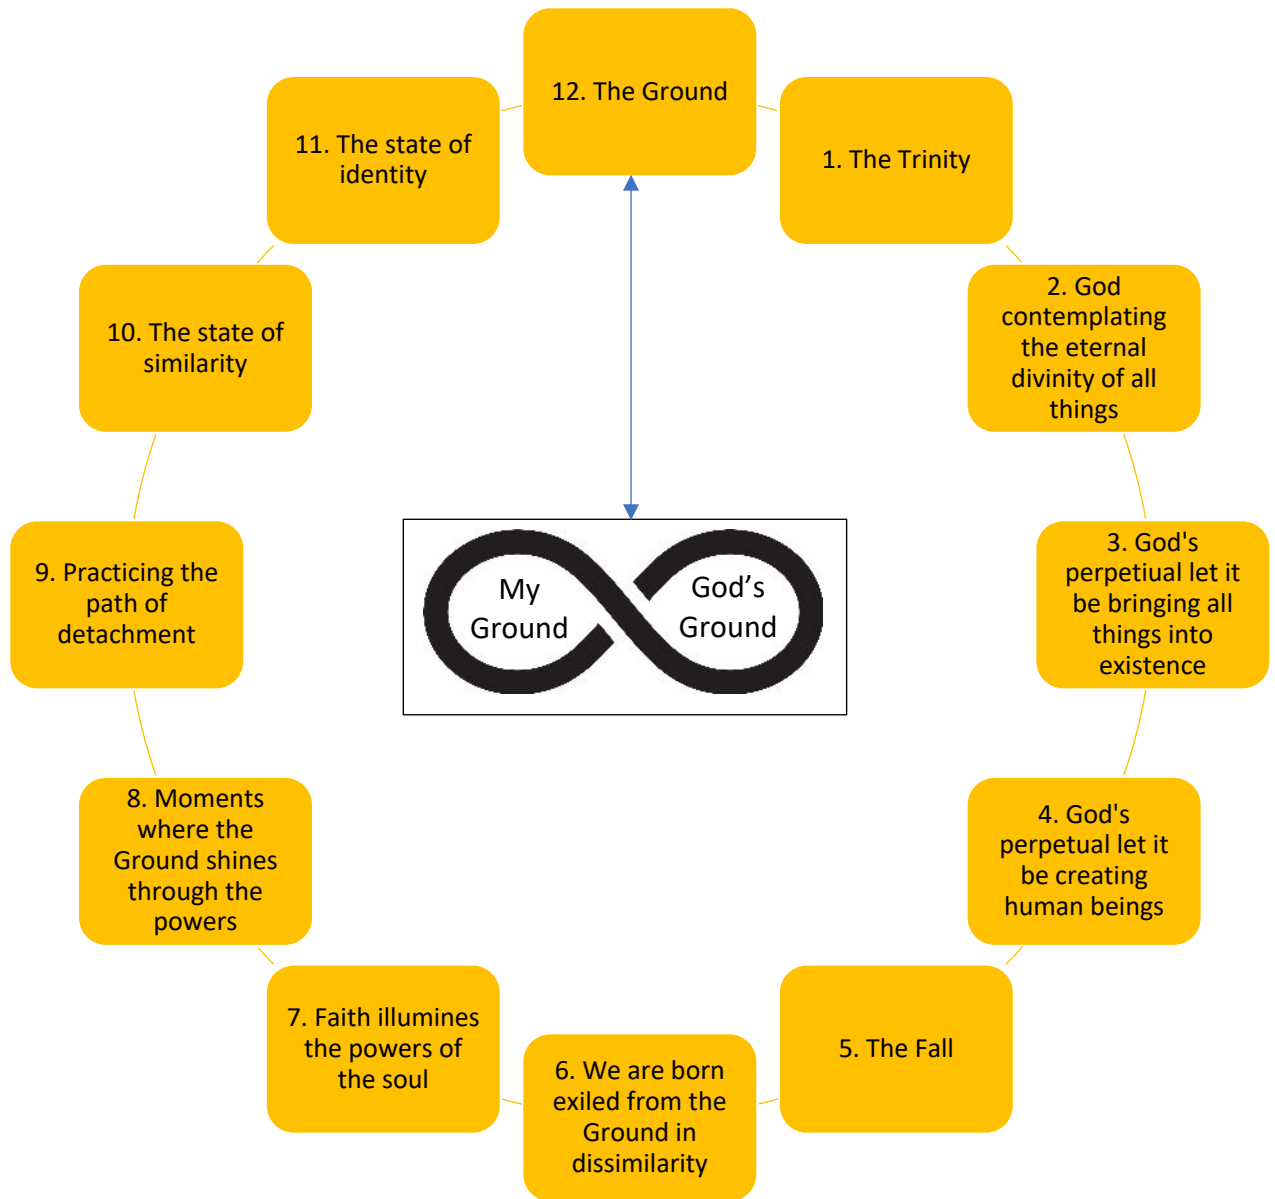 12. The Ground
1. The Trinity
2. God
contemplating
the eternal
divinity of all
things
3. God's
perpetiual let it
be bringing all
things into
existence
4. God's
perpetual let it
be creating
human beings
5. The Fall
6. We are born
exiled from the
Ground in
dissimilarity
7. Faith illumines
the powers of
the soul
8. Moments
where the
Ground shines
through the
powers
9. Practicing the
path of
detachment
10. The state of
similarity
11. The state of
identity
My
Ground
God’s
Ground